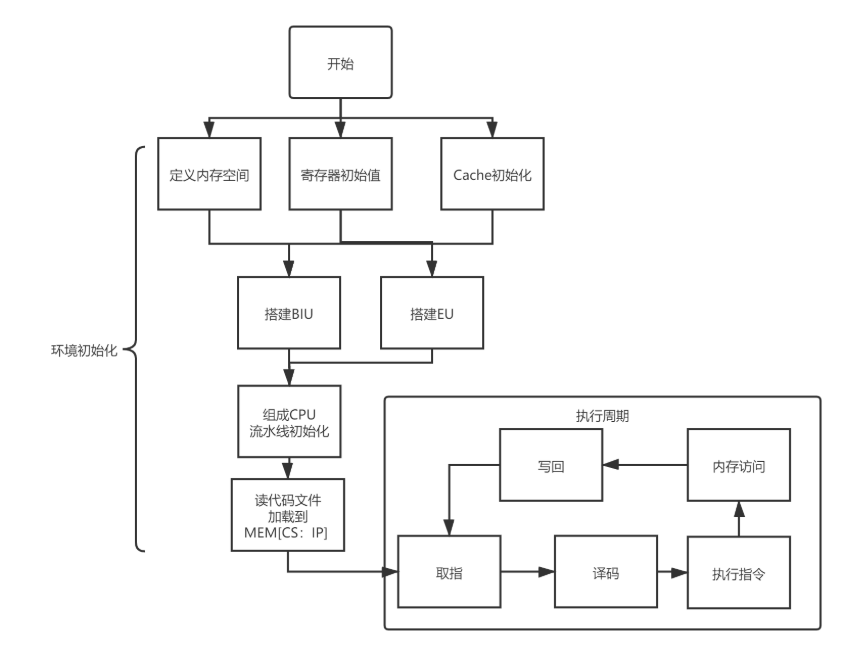 开始
定义内存空间
寄存器初始值
Cache初始化
搭建BIU
搭建EU
环境初始化
组成CPU
流水线初始化
读代码文件
加载到
MEM[CS：IP]
执行周期
写回
内存访问
取指
译码
执行指令